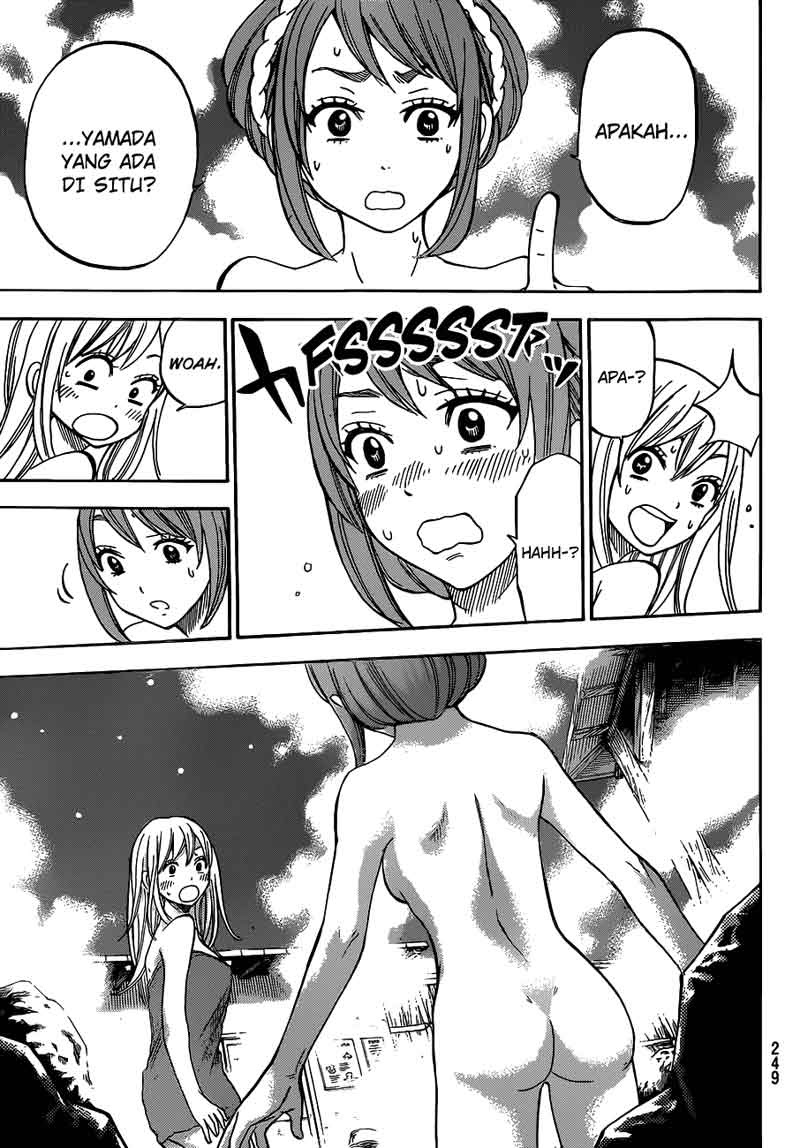 APAKAH...
...YAMADA
YANG ADA
DI SITU?
APA-?
FSSSSST
HAHH-?
WOAH.
249